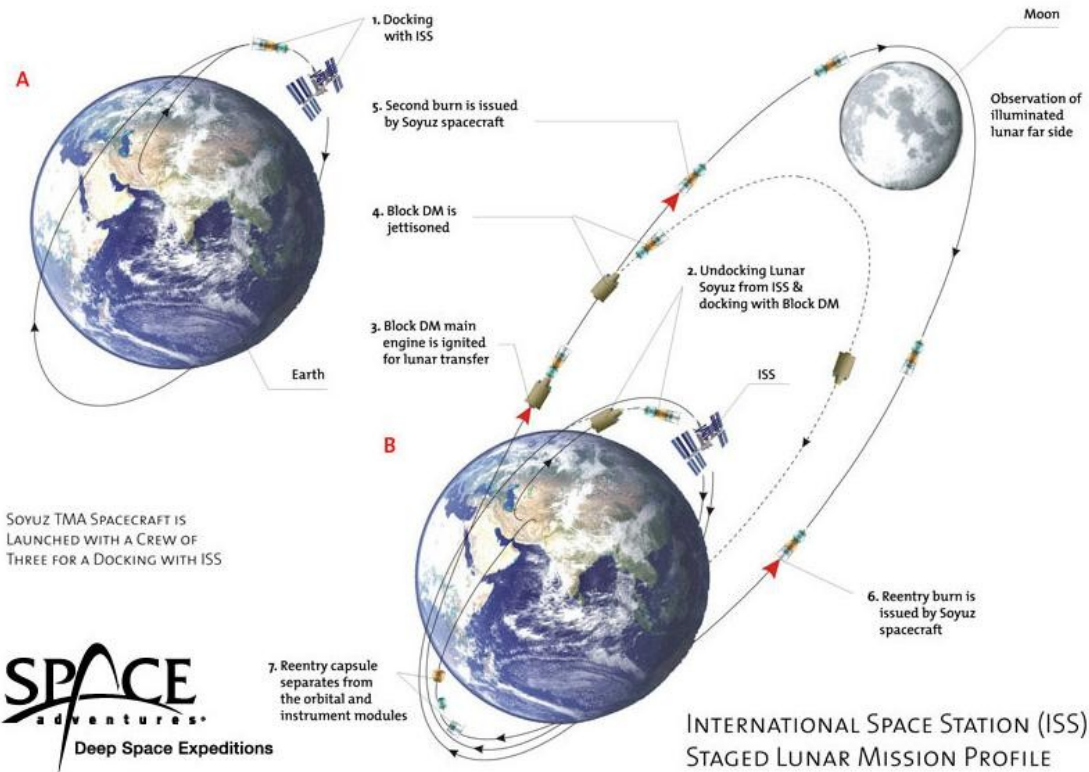 A
1. Docking
with ISS
Moon
Observation of
illuminated
lunar far side
5. Second burn is issued
by Soyuz spacecraft
4. Block DM is
jettisoned
2. Undocking Lunar
Soyuz from ISS &
docking with Block DM
3. Block DM main
engine is ignited
for lunar transfer
Earth
ISS
B
SOYUZ TMA SPACECRAFT IS
LAUNCHED WITH A CREW OF
THREE FOR A DOCKING WITH ISS
6. Reentry burn is
issued by Soyuz
spacecraft
7. Reentry capsule
separates from
the orbital and
instrument modules
SPACE
adventures
Deep Space Expeditions
INTERNATIONAL SPACE STATION (ISS)
STAGED LUNAR MISSION PROFILE